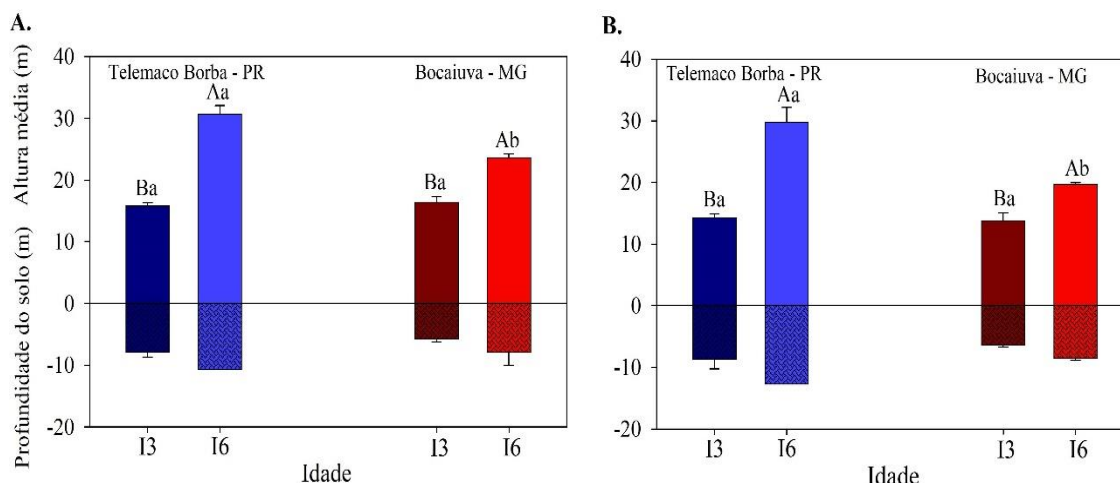 A.
Altura média (m)
Profundidade do solo (m)
40
30
20
10
0
-10
-20
Telemaco Borba - PR
Bocaiuva - MG
Ba
Aa
Ba
Ab
I3
I6
I3
I6
Idade
B.
40
30
20
10
0
-10
-20
Telemaco Borba - PR
Bocaiuva - MG
Ba
Aa
Ba
Ab
I3
I6
I3
I6
Idade